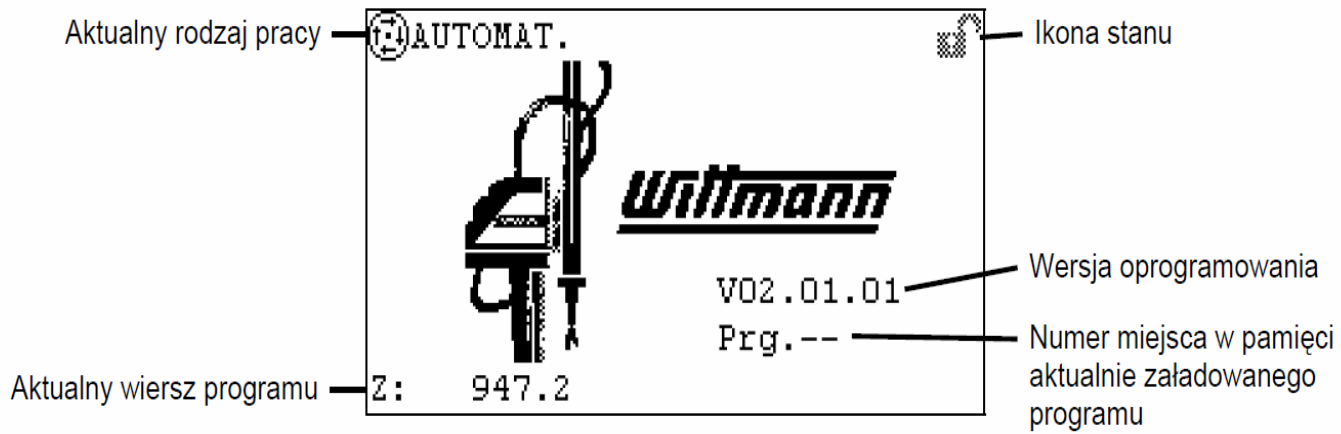 Aktualny rodzaj pracy
AUTOMAT.
Ikona stanu
Wittmann
V02.01.01
Wersja oprogramowania
Prg.--
Numer miejsca w pamięci
aktualnie załadowanego
programu
Aktualny wiersz programu
Z: 947.2